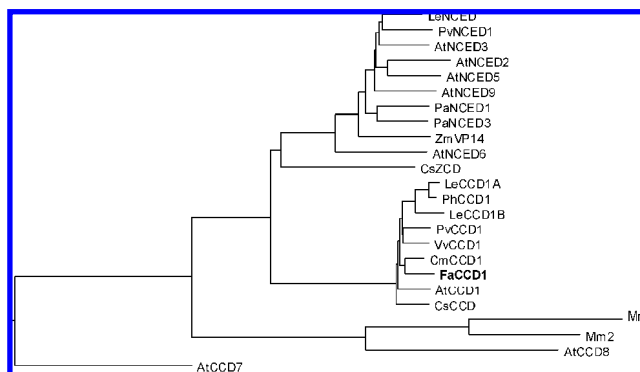 LeNCED
PvNCED1
AtNCED3
AtNCED2
AtNCED5
AtNCED9
PaNCED1
PaNCED3
ZmVP14
AtNCED6
CsZCD
LeCCD1A
PhCCD1
LeCCD1B
PvCCD1
VvCCD1
CmCCD1
FaCCD1
AtCCD1
CsCCD
Mm2
AtCCD8
AtCCD7